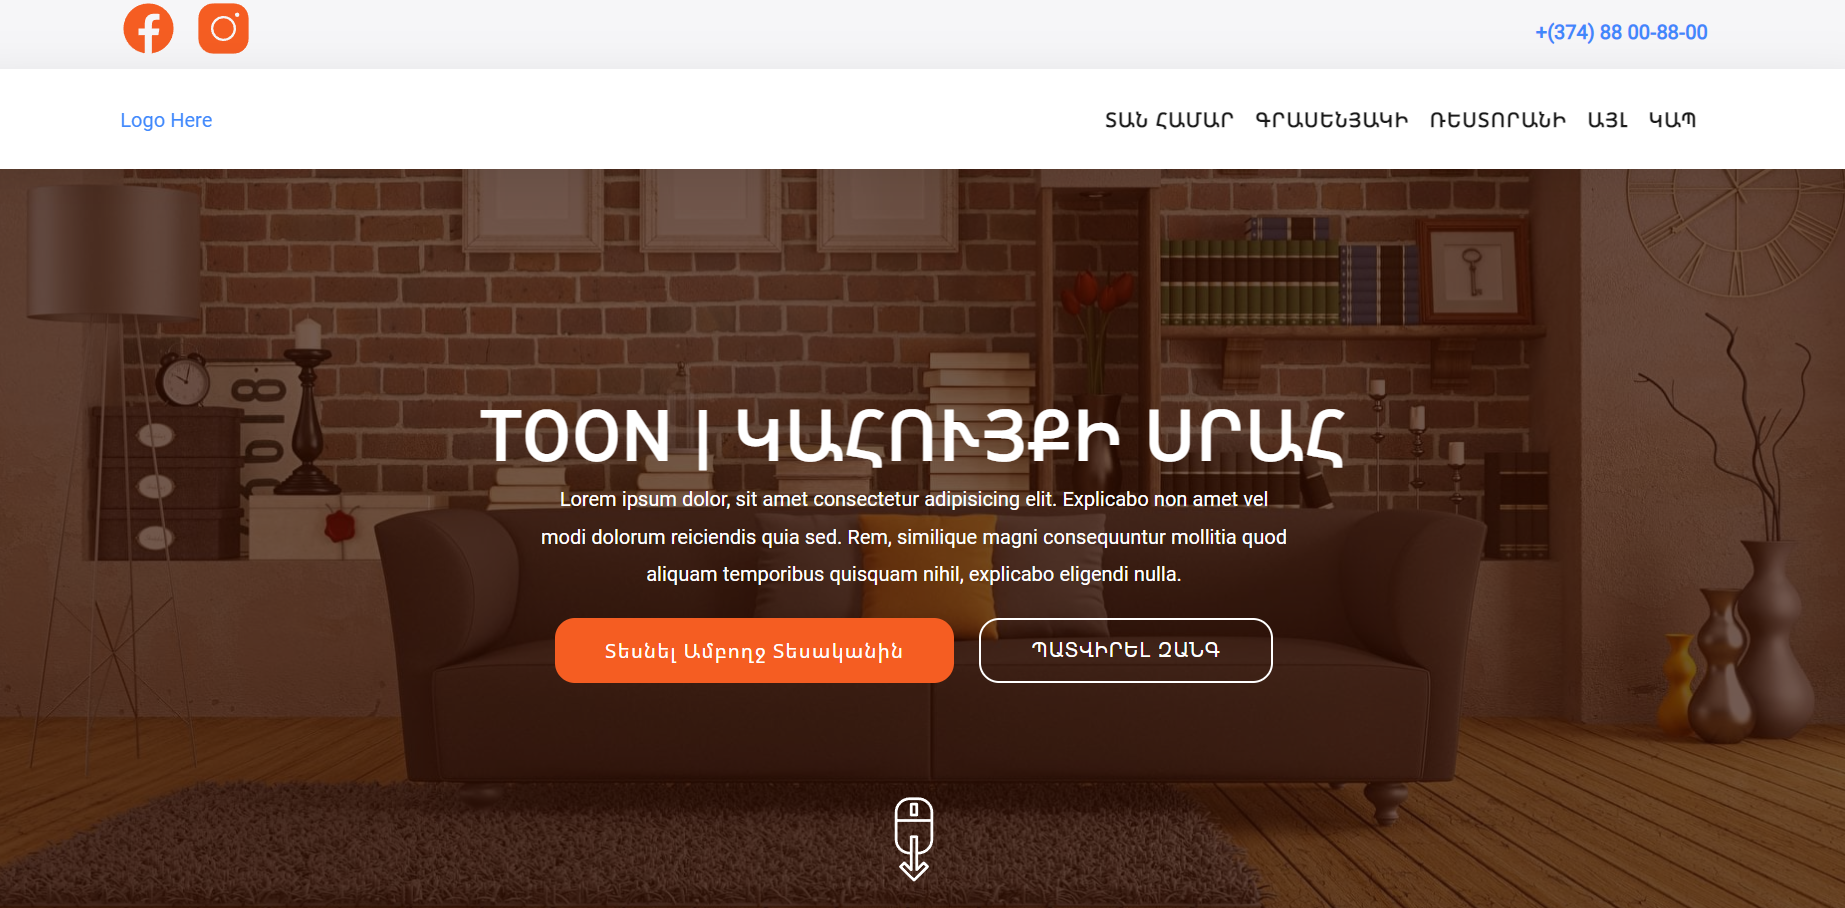 +(374) 88 00-88-00
Logo Here
ՏԱՆ ՀԱՄԱՐ ԳՐԱՍԵՆՅԱԿԻ ՌԵՍՏՈՐԱՆԻ ԱՅԼ ԿԱՊ
TOON | ԿԱՀՈՒՅՔԻ ՍՐԱՀ
Lorem ipsum dolor, sit amet consectetur adipisicing elit. Explicabo non amet vel
modi dolorum reiciendis quia sed. Rem, similique magni consequuntur mollitia quod
aliquam temporibus quisquam nihil, explicabo eligendi nulla.
Տեսնել Ամբողջ Տեսականին
ՊԱՏՎԻՐԵԼ ԶԱՆԳ